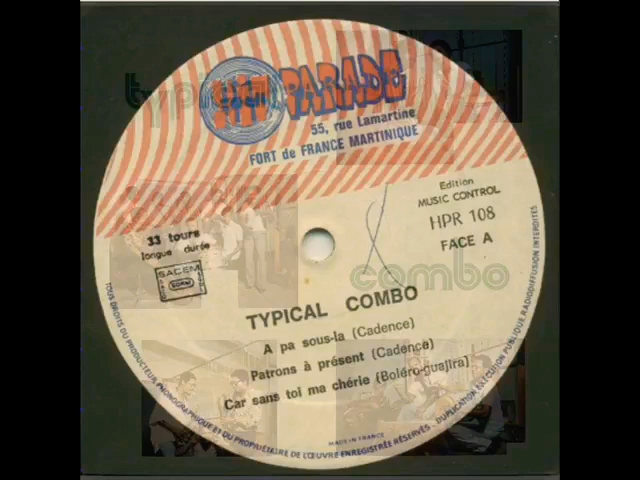 typical
HIT PARADE
55, rue Lamartine
FORT de FRANCE MARTINIQUE
Edition
MUSIC CONTROL
HPR 108
FACE A
33 tours
longue durée
SACEM
combo
TYPICAL COMBO
A pa sous-la (Cadence)
Patrons à présent (Cadence)
Car sans toi ma chérie (Boléro-guajira)
MADE IN FRANCE
TOUS DROITS DU PRODUCTEUR PHONOGRAPHIQUE ET DU PROPRIÉTAIRE DE L'ŒUVRE ENREGISTRÉE RÉSERVÉS - DUPLICATION EXÉCUTION PUBLIQUE RADIODIFFUSION INTERDITES